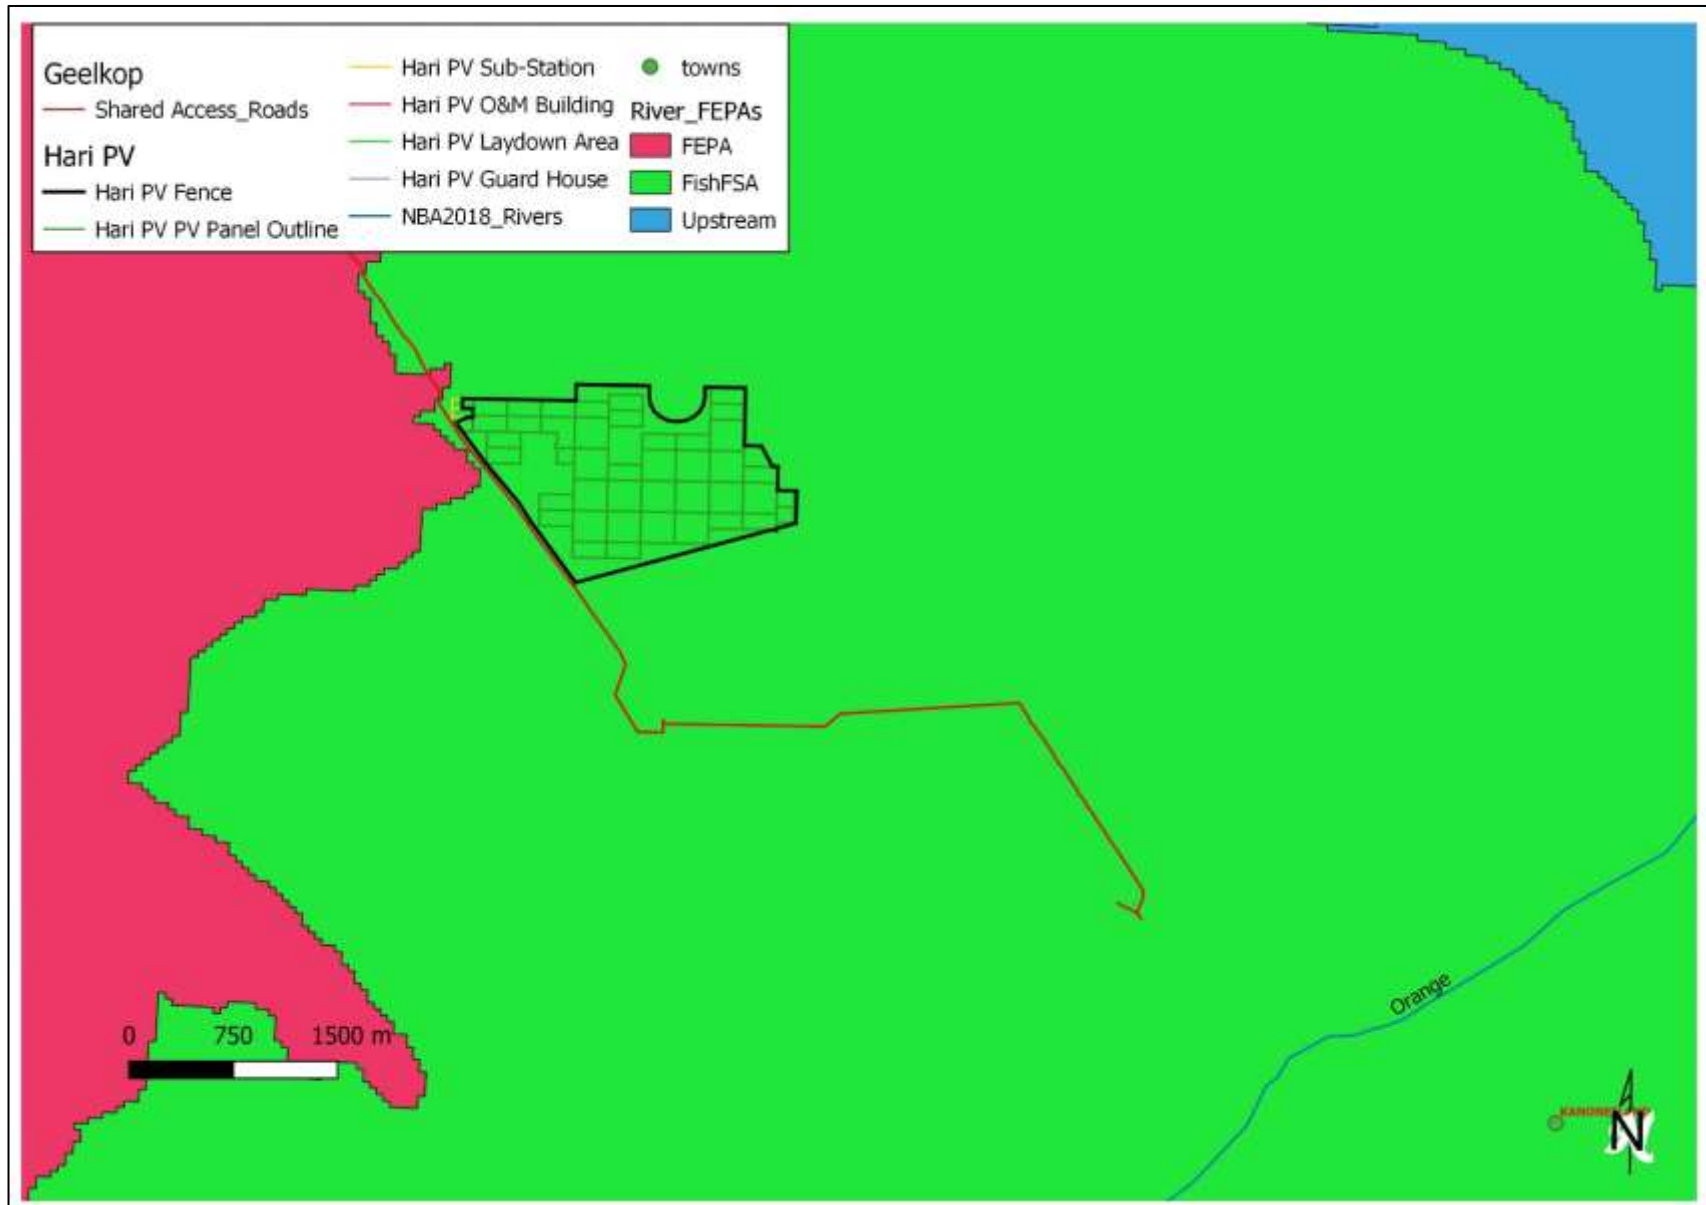 Geelkop
Shared Access_Roads
Hari PV
Hari PV Fence
Hari PV PV Panel Outline
Hari PV Sub-Station
Hari PV O&M Building
Hari PV Laydown Area
Hari PV Guard House
NBA2018_Rivers
towns
River_FEPAs
FEPA
FishFSA
Upstream
0 750 1500 m
Orange
N